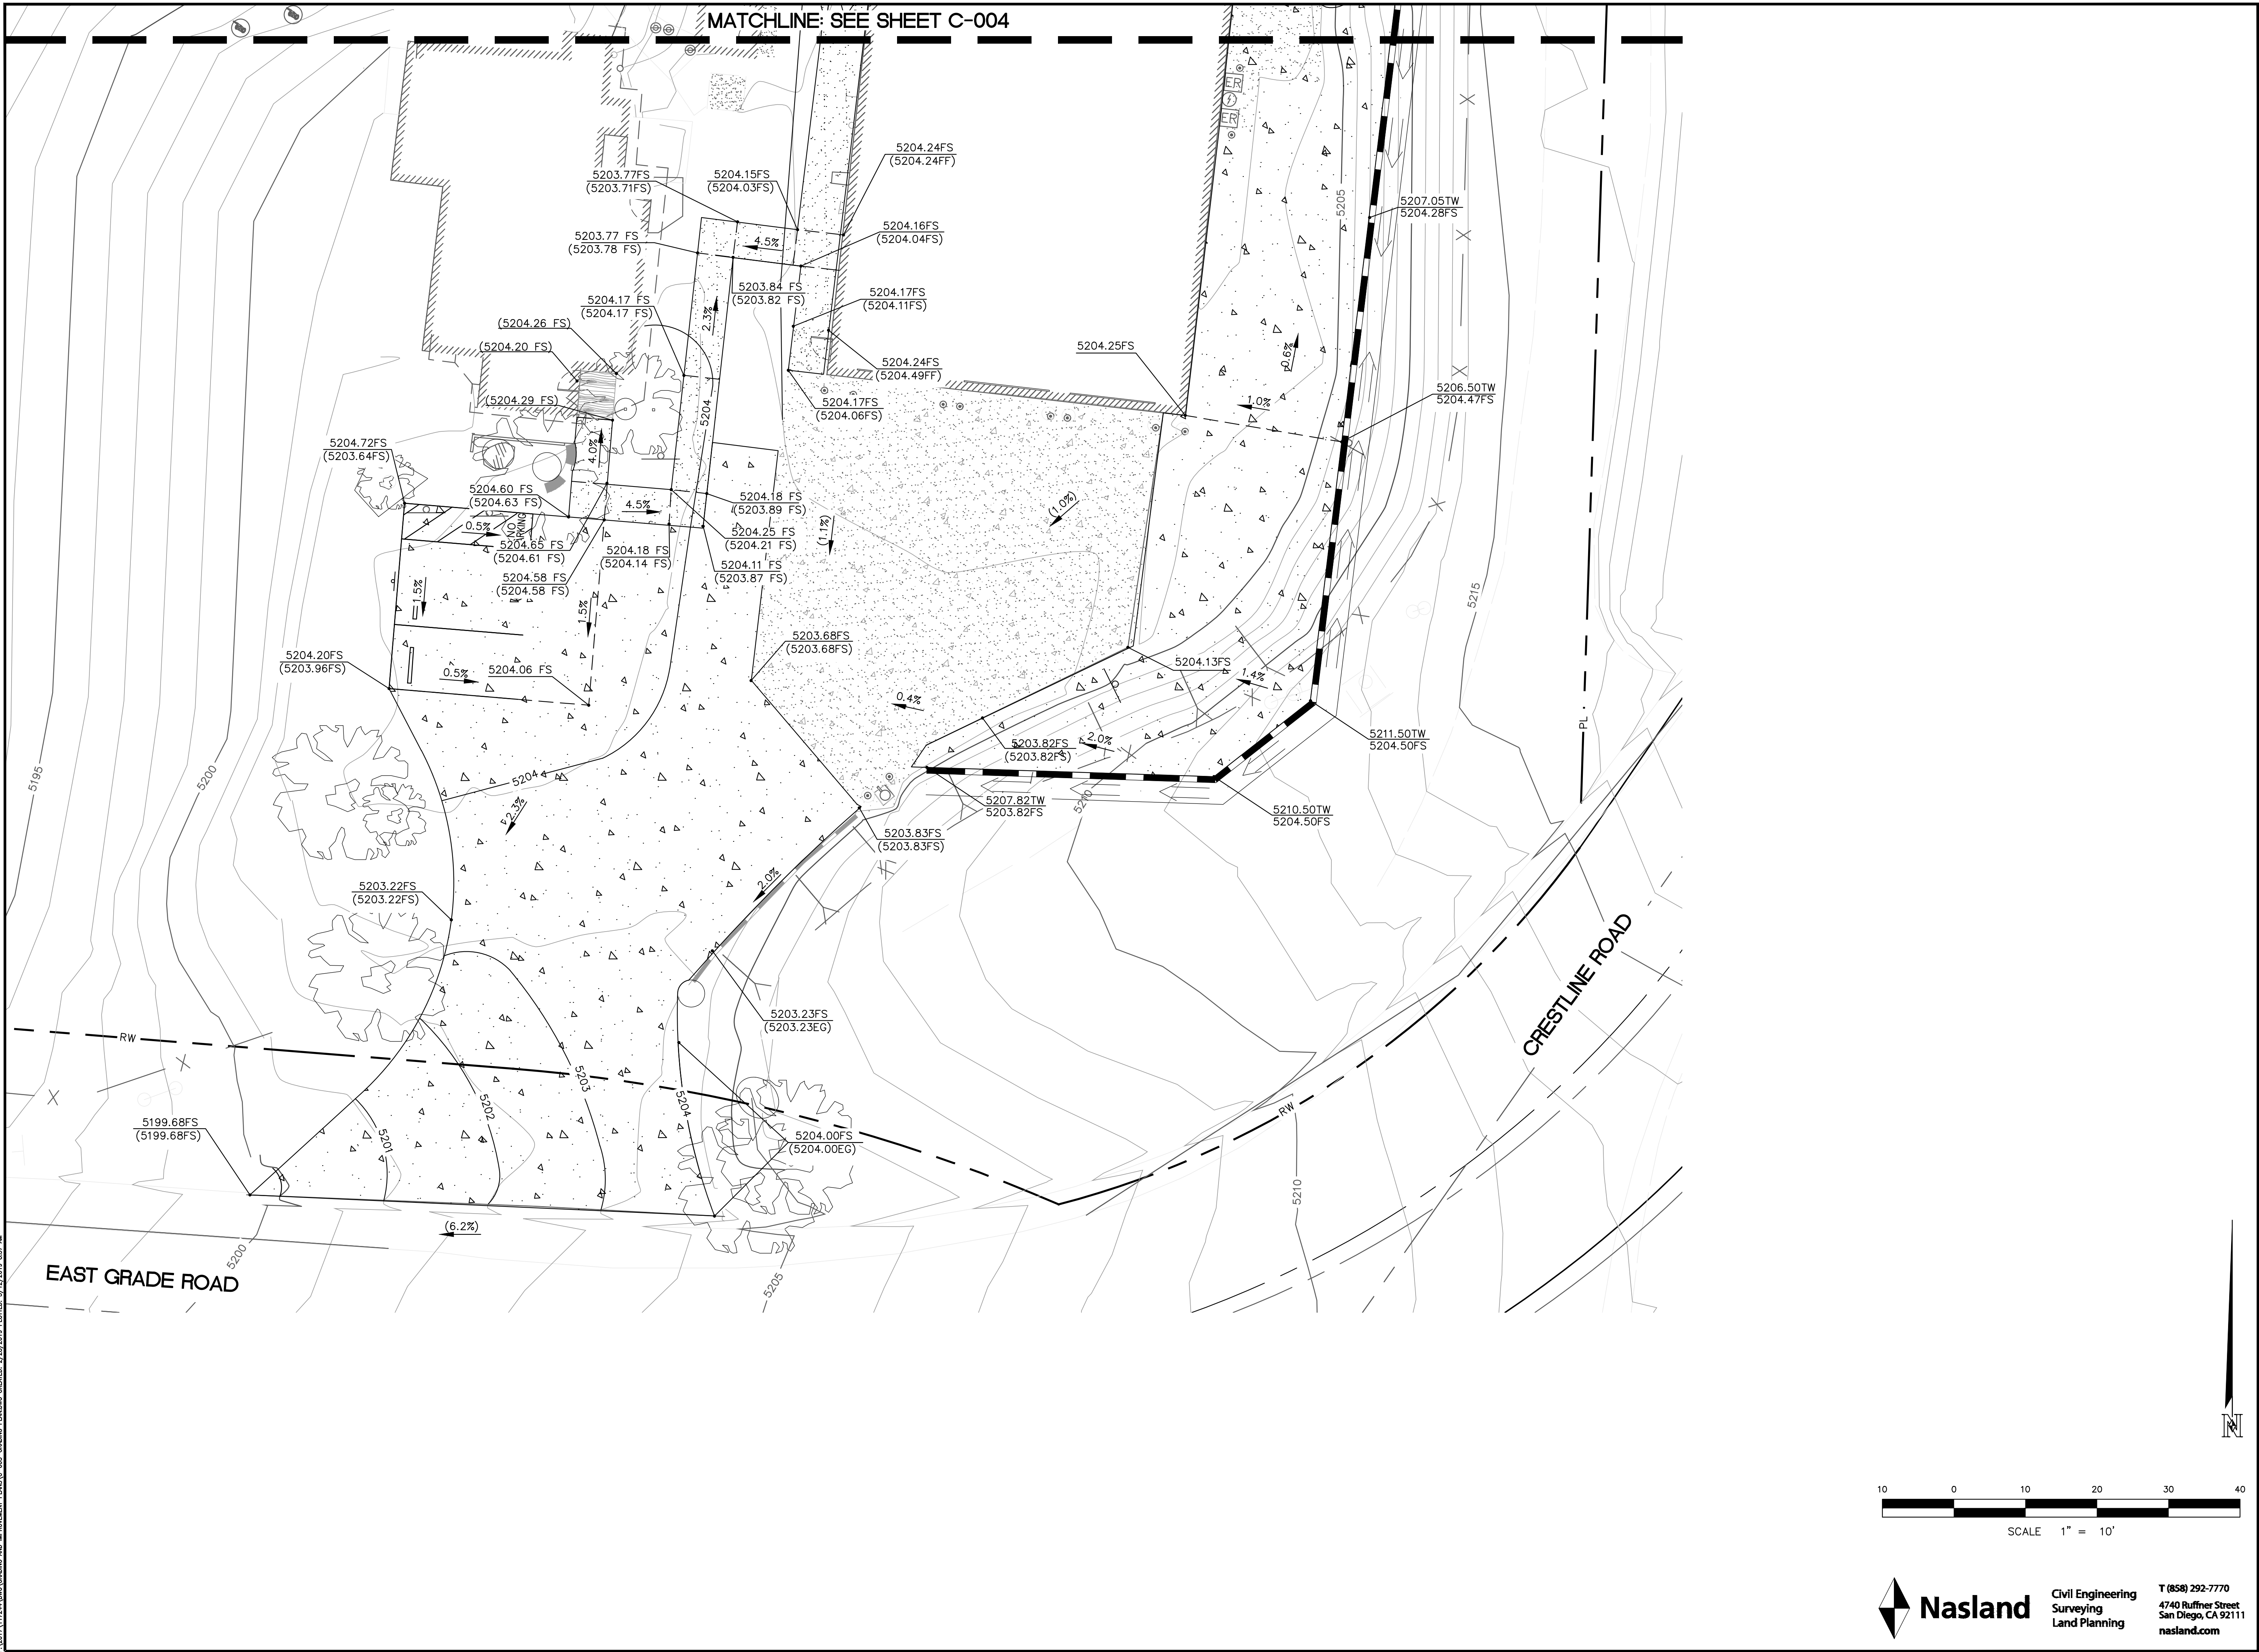 MATCHLINE: SEE SHEET C-004
ER
ER
5204.24FS
(5204.24FF)
5203.77FS
(5203.71FS)
5204.15FS
(5204.03FS)
5205
5207.05TW
5204.28FS
5204.16FS
(5204.04FS)
5203.77 FS
(5203.78 FS)
4.5%
5203.84 FS
(5203.82 FS)
5204.17FS
(5204.11FS)
5204.17 FS
(5204.17 FS)
2.3%
(5204.26 FS)
(5204.20 FS)
5204.24FS
(5204.49FF)
5204.25FS
0.6%
5206.50TW
5204.47FS
(5204.29 FS)
5204
5204.17FS
(5204.06FS)
1.0%
5204.72FS
(5203.64FS)
4.0%
5204.60 FS
(5204.63 FS)
5204.18 FS
(5203.89 FS)
(1.0%)
4.5%
0.5%
NO
(1.1%)
5204.65 FS
(5204.61 FS)
5204.18 FS
(5204.14 FS)
5204.25 FS
(5204.21 FS)
5204.58 FS
(5204.58 FS)
5204.11 FS
(5203.87 FS)
5215
1.5%
1.5%
5203.68FS
(5203.68FS)
5204.20FS
(5203.96FS)
0.5%
5204.06 FS
5204.13FS
1.4%
0.4%
PL
5203.82FS
(5203.82FS)
2.0%
5211.50TW
5204.50FS
5195
5200
5204
2.3%
5207.82TW
5203.82FS
5210
5210.50TW
5204.50FS
5203.83FS
(5203.83FS)
5203.22FS
(5203.22FS)
2.0%
CRESTLINE ROAD
5203.23FS
(5203.23EG)
RW
5203
5202
5204
RW
5199.68FS
(5199.68FS)
5201
5204.00FS
(5204.00EG)
5210
(6.2%)
5200
5205
EAST GRADE ROAD
N
10 0 10 20 30 40
SCALE 1" = 10'
Nasland
Civil Engineering
Surveying
Land Planning
T (858) 292-7770
4740 Ruffner Street
San Diego, CA 92111
nasland.com